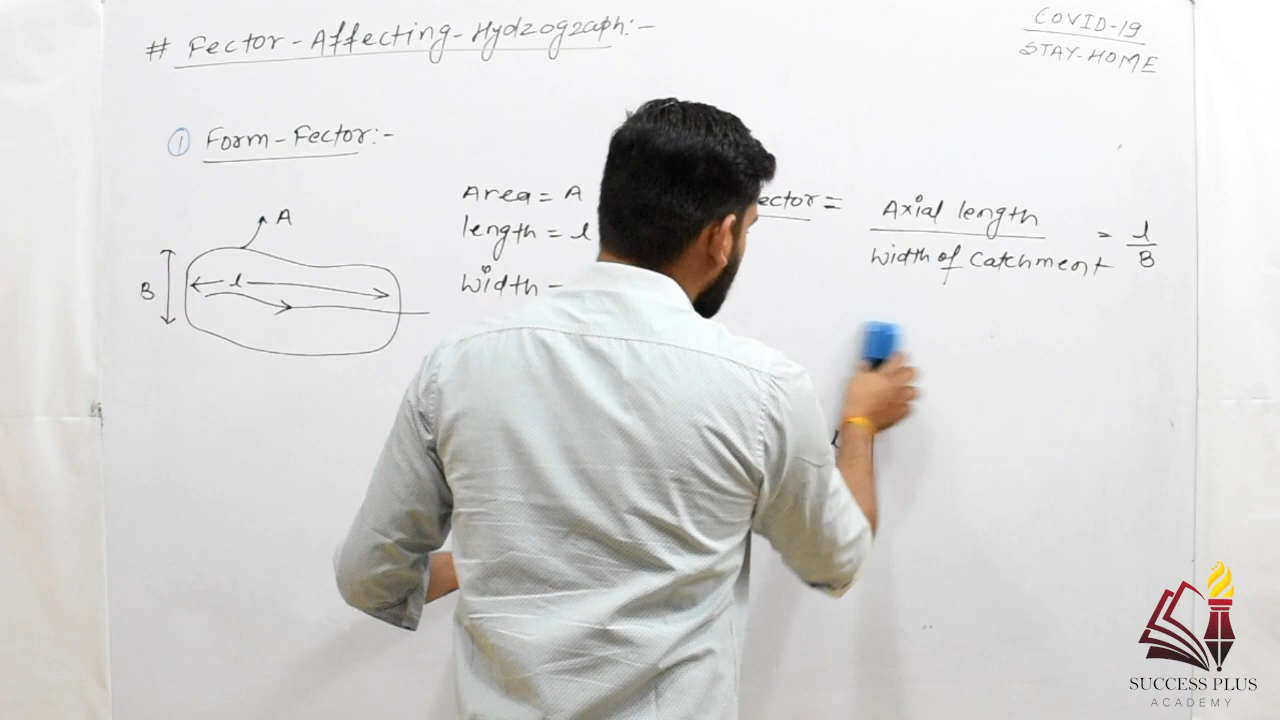 # Fector-Affecting-Hydrograph:-
COVID-19
STAY-HOME
① Form-Fector:-
A
B
l
Area = A
length = l
Width -
ector =
Axial length
Width of Catchment
= l
B
SUCCESS PLUS
ACADEMY